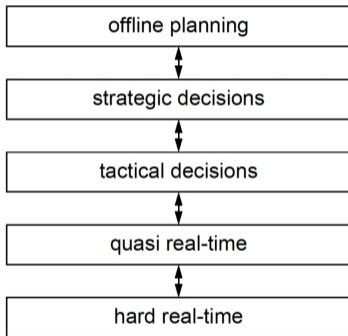 offline planning
strategic decisions
tactical decisions
quasi real-time
hard real-time